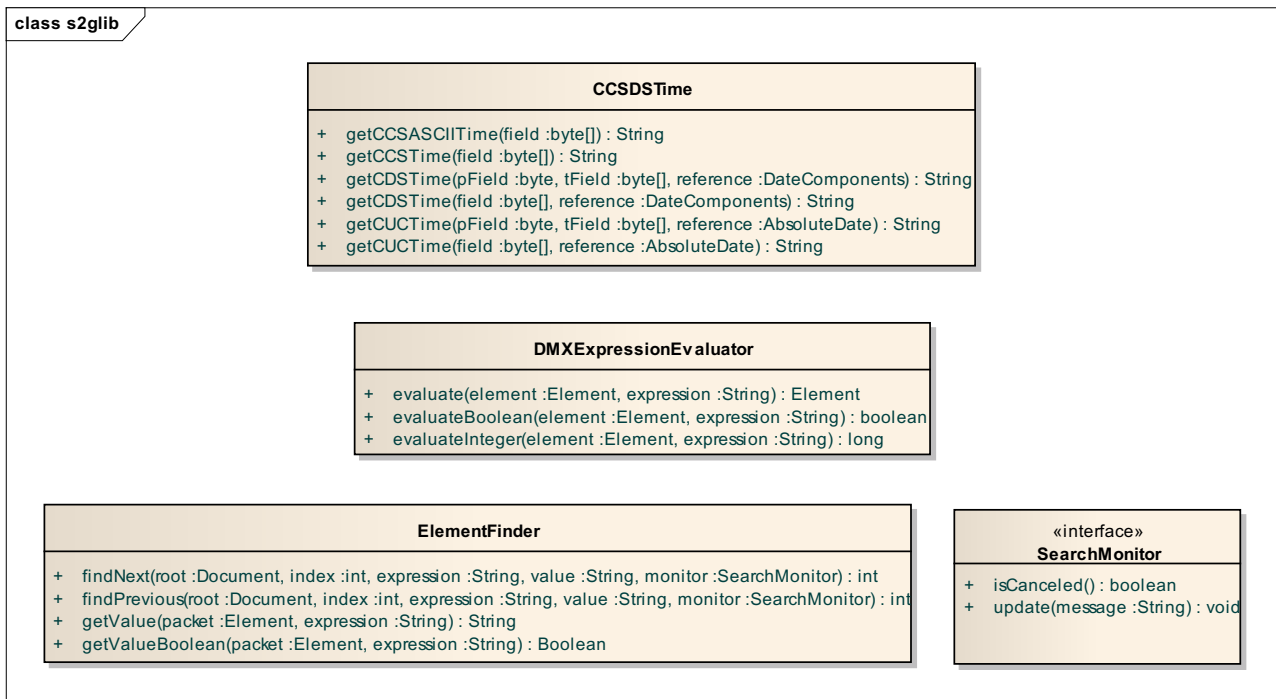 class s2glib
CCSDSTime
+ getCCSASCIITime(field :byte[]) : String
+ getCCSTime(field :byte[]) : String
+ getCDSTime(pField :byte, tField :byte[], reference :DateComponents) : String
+ getCDSTime(field :byte[], reference :DateComponents) : String
+ getCUCTime(pField :byte, tField :byte[], reference :AbsoluteDate) : String
+ getCUCTime(field :byte[], reference :AbsoluteDate) : String
DMXExpressionEvaluator
+ evaluate(element :Element, expression :String) : Element
+ evaluateBoolean(element :Element, expression :String) : boolean
+ evaluateInteger(element :Element, expression :String) : long
ElementFinder
+ findNext(root :Document, index :int, expression :String, value :String, monitor :SearchMonitor) : int
+ findPrevious(root :Document, index :int, expression :String, value :String, monitor :SearchMonitor) : int
+ getValue(packet :Element, expression :String) : String
+ getValueBoolean(packet :Element, expression :String) : Boolean
«interface»
SearchMonitor
+ isCanceled() : boolean
+ update(message :String) : void